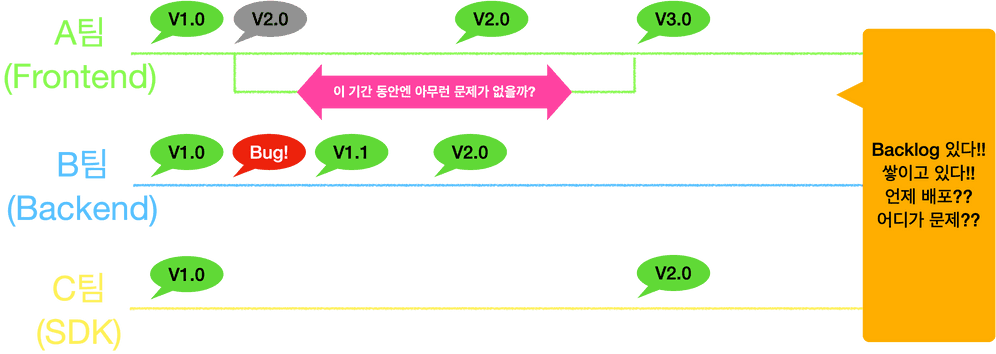 A팀
(Frontend)
V1.0
V2.0
V2.0
V3.0
이 기간 동안엔 아무런 문제가 없을까?
B팀
(Backend)
V1.0
Bug!
V1.1
V2.0
C팀
(SDK)
V1.0
V2.0
Backlog 있다!!
쌓이고 있다!!
언제 배포??
어디가 문제??